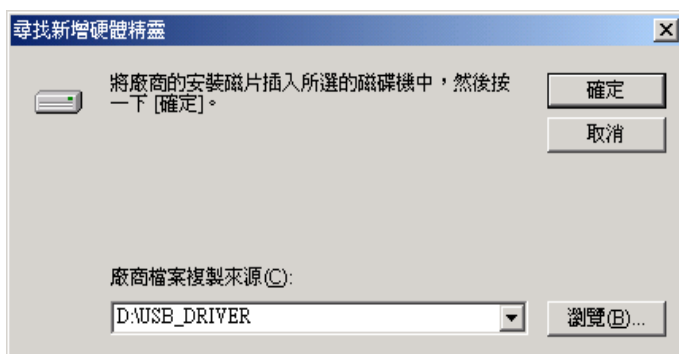 尋找新增硬體精靈
將廠商的安裝磁片插入所選的磁碟機中，然後按
一下 [確定]。
確定
取消
廠商檔案複製來源(C):
D:\USB_DRIVER
瀏覽(B)...